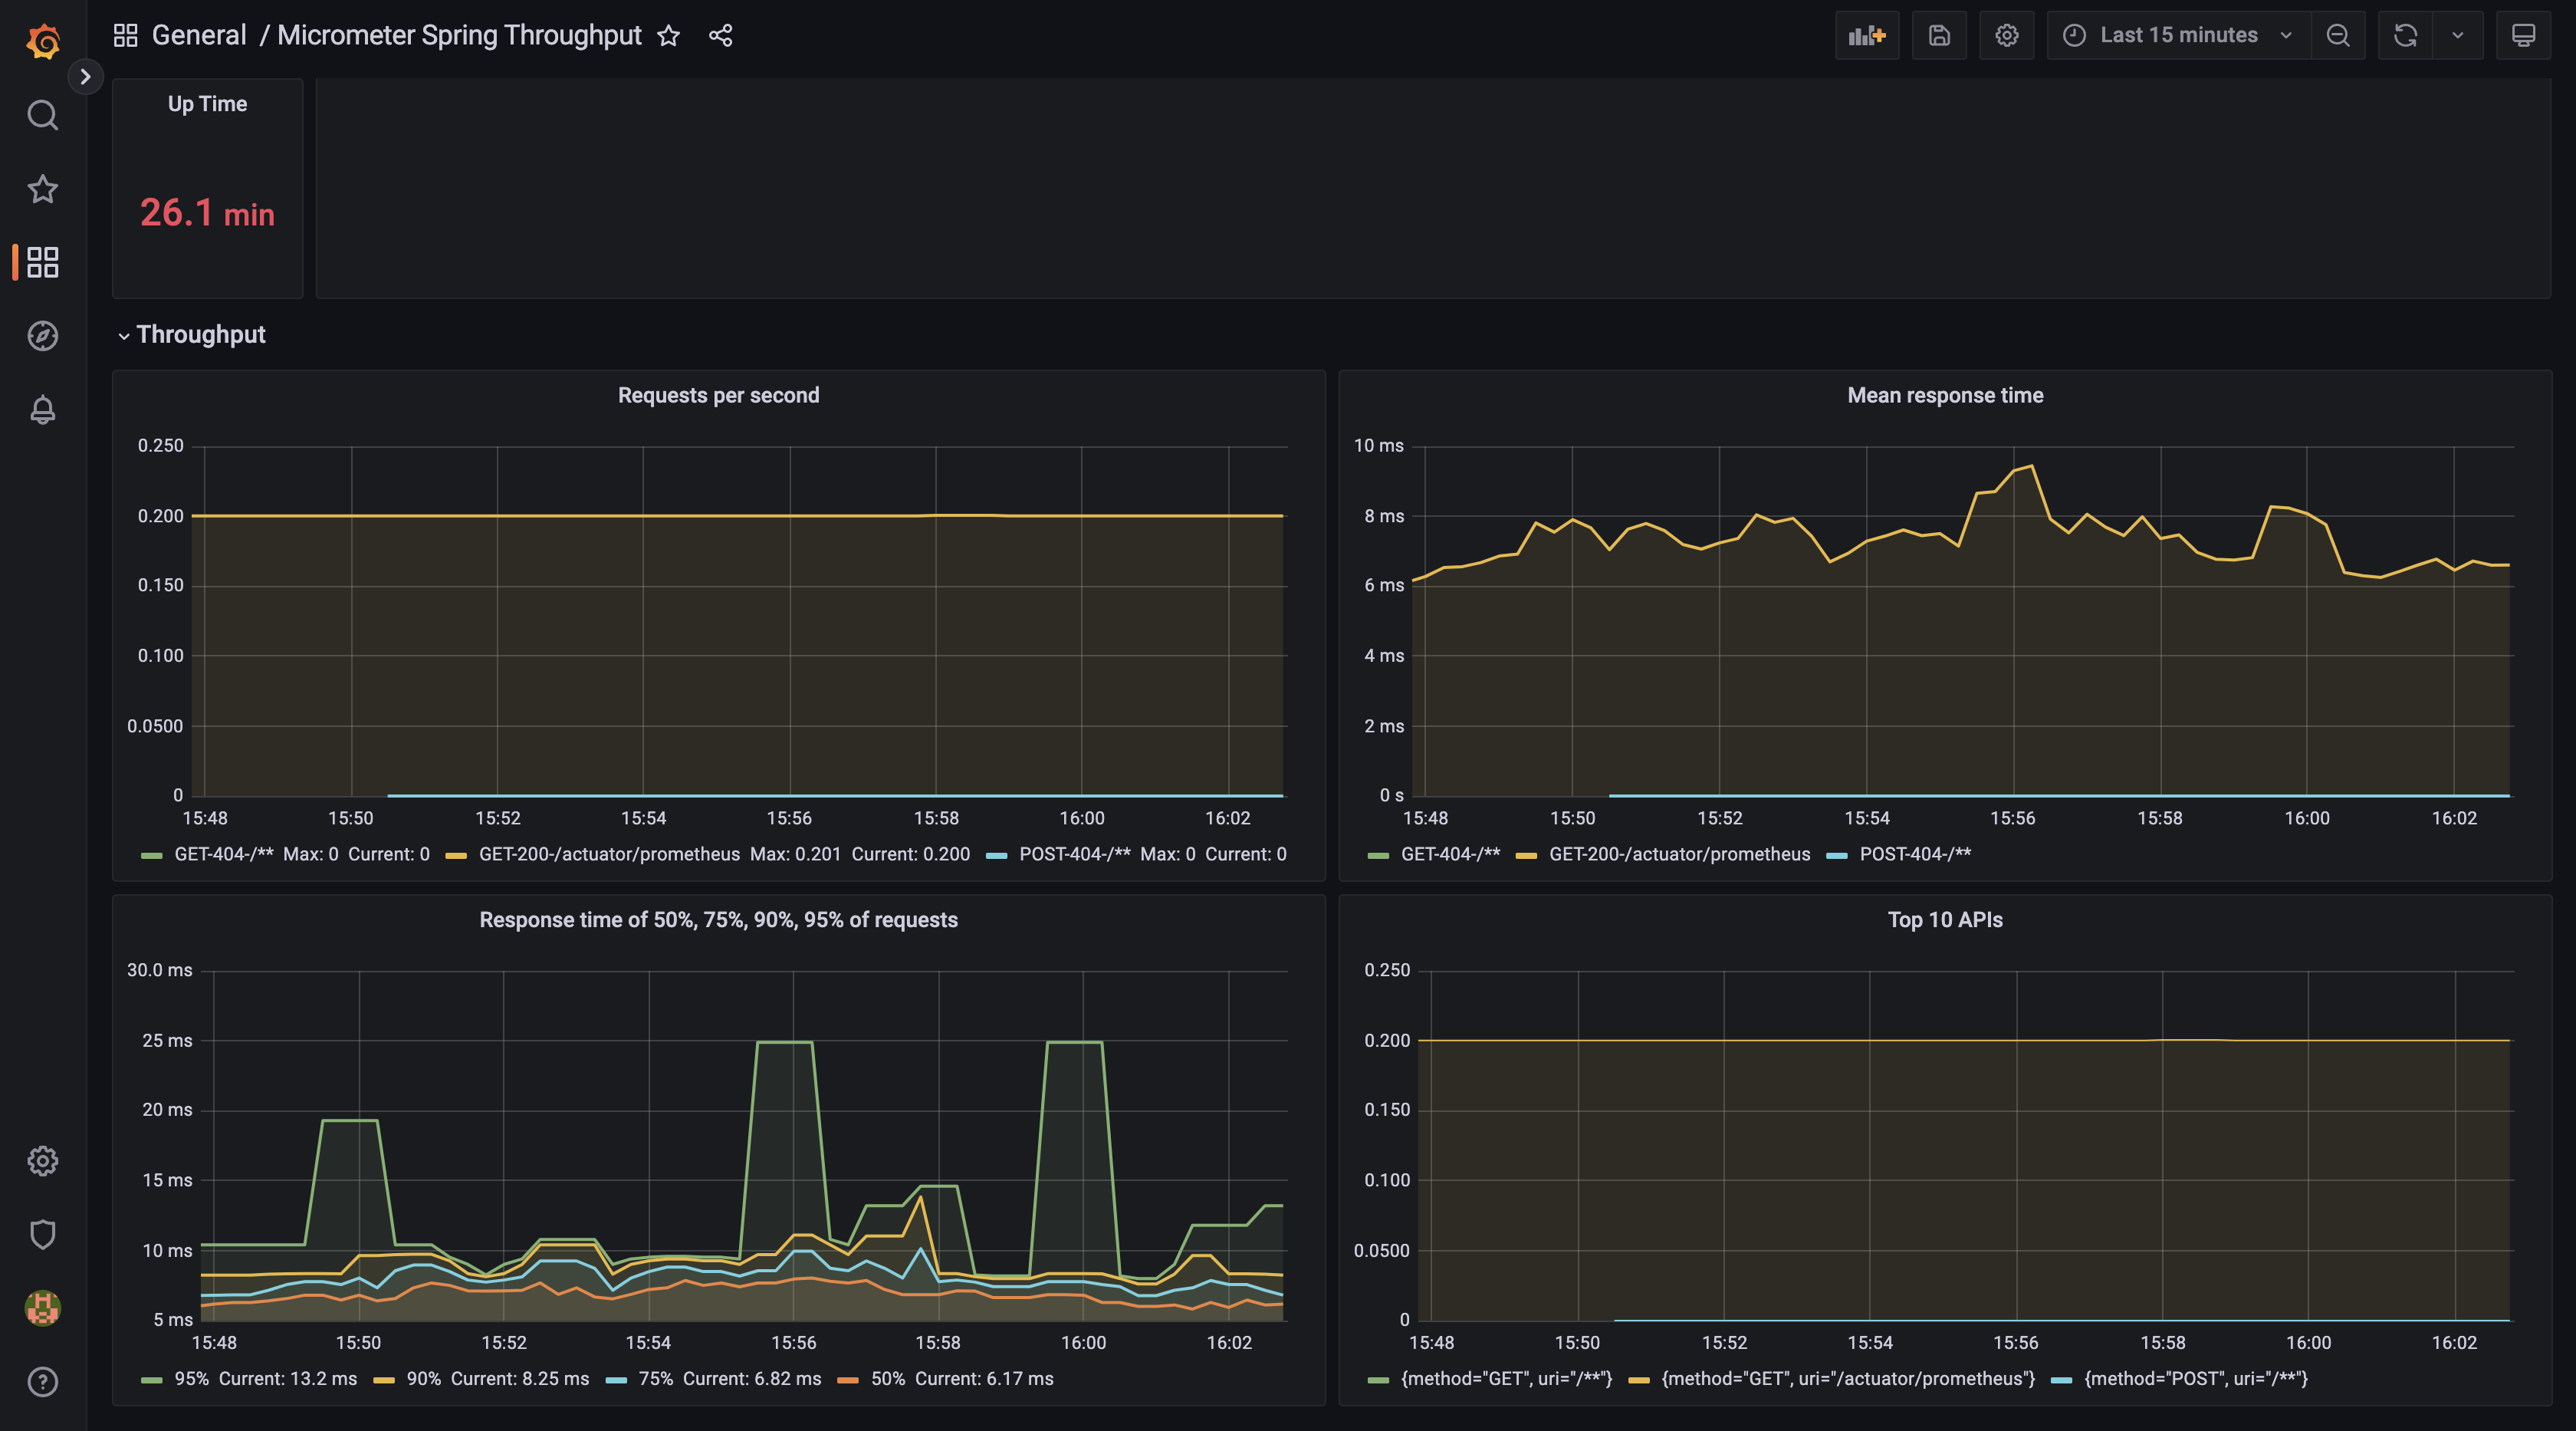 General / Micrometer Spring Throughput
Last 15 minutes
Up Time
26.1 min
Throughput
Requests per second
0.250
0.200
0.150
0.100
0.0500
0
15:48 15:50 15:52 15:54 15:56 15:58 16:00 16:02
GET-404-/** Max: 0 Current: 0 GET-200-/actuator/prometheus Max: 0.201 Current: 0.200 POST-404-/** Max: 0 Current: 0
Mean response time
10 ms
8 ms
6 ms
4 ms
2 ms
0 s
15:48 15:50 15:52 15:54 15:56 15:58 16:00 16:02
GET-404-/** GET-200-/actuator/prometheus POST-404-/**
Response time of 50%, 75%, 90%, 95% of requests
30.0 ms
25 ms
20 ms
15 ms
10 ms
5 ms
15:48 15:50 15:52 15:54 15:56 15:58 16:00 16:02
95% Current: 13.2 ms 90% Current: 8.25 ms 75% Current: 6.82 ms 50% Current: 6.17 ms
Top 10 APIs
0.250
0.200
0.150
0.100
0.0500
0
15:48 15:50 15:52 15:54 15:56 15:58 16:00 16:02
{method="GET", uri="/**"} {method="GET", uri="/actuator/prometheus"} {method="POST", uri="/**"}